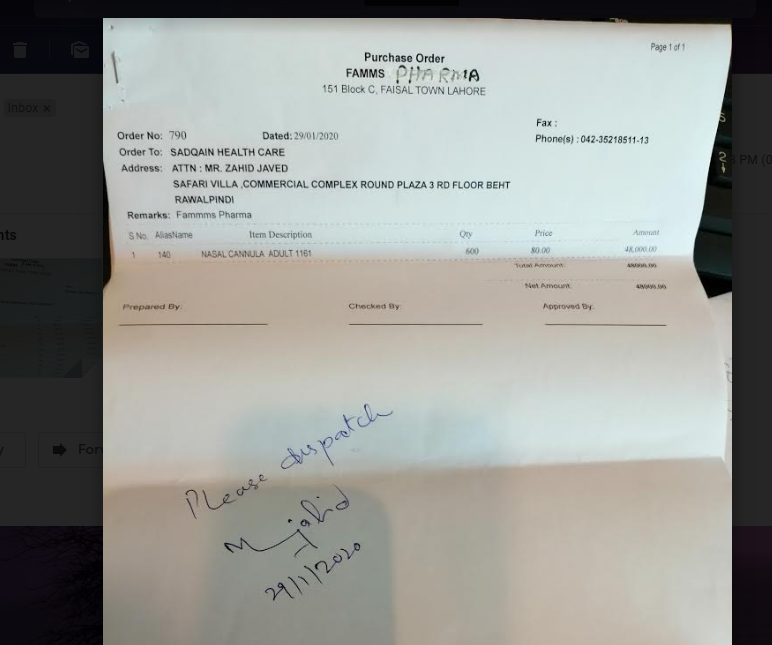 Page 1 of 1
Purchase Order
FAMMS PHARMA
151 Block C, FAISAL TOWN LAHORE
Fax :
Order No: 790 Dated: 29/01/2020 Phone(s) : 042-35218511-13
Order To: SADQAIN HEALTH CARE
Address: ATTN : MR. ZAHID JAVED
SAFARI VILLA ,COMMERCIAL COMPLEX ROUND PLAZA 3 RD FLOOR BEHT
RAWALPINDI
Remarks: Fammms Pharma
S No. AliasName Item Description Qty Price Amount
1 140 NASAL CANNULA ADULT 1161 600 80.00 48,000.00
Total Amount: 48000.00
Net Amount: 48000.00
Prepared By: Checked By: Approved By:
Please dispatch
29/1/2020
Inbox x
nts
For